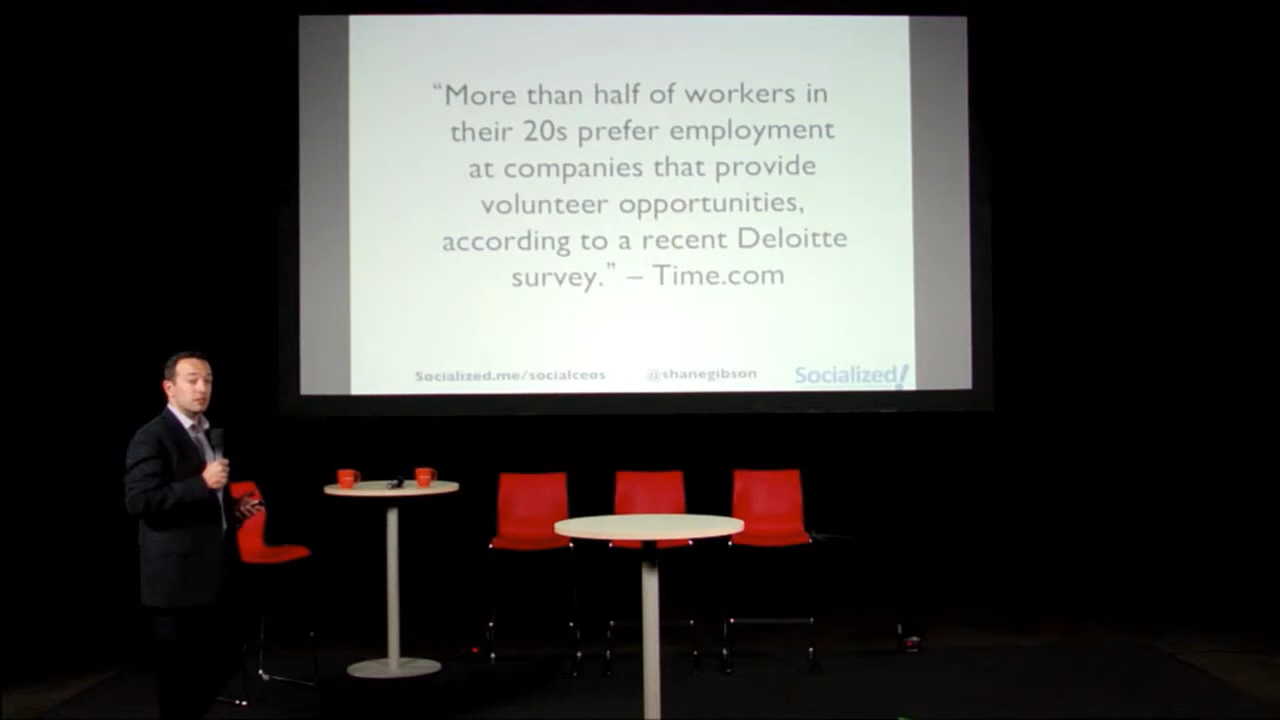 “More than half of workers in
their 20s prefer employment
at companies that provide
volunteer opportunities,
according to a recent Deloitte
survey.” – Time.com
Socialized.me/socialceos @shanegibson Socialized!